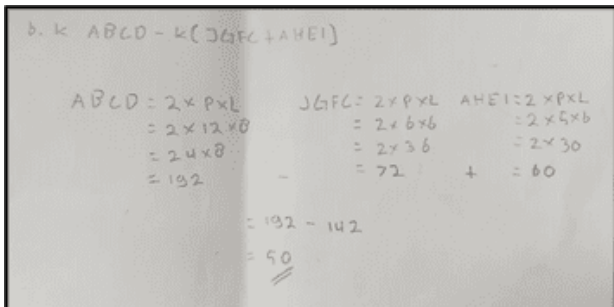 b. K ABCD - K(JGFC + AHEI)
ABCD = 2 x P x L JGFC = 2 x P x L AHEI = 2 x P x L
= 2 x 12 x 8 = 2 x 6 x 6 = 2 x 5 x 6
= 24 x 8 = 2 x 36 = 2 x 30
= 192 - = 72 + = 60
= 192 - 142
= 50